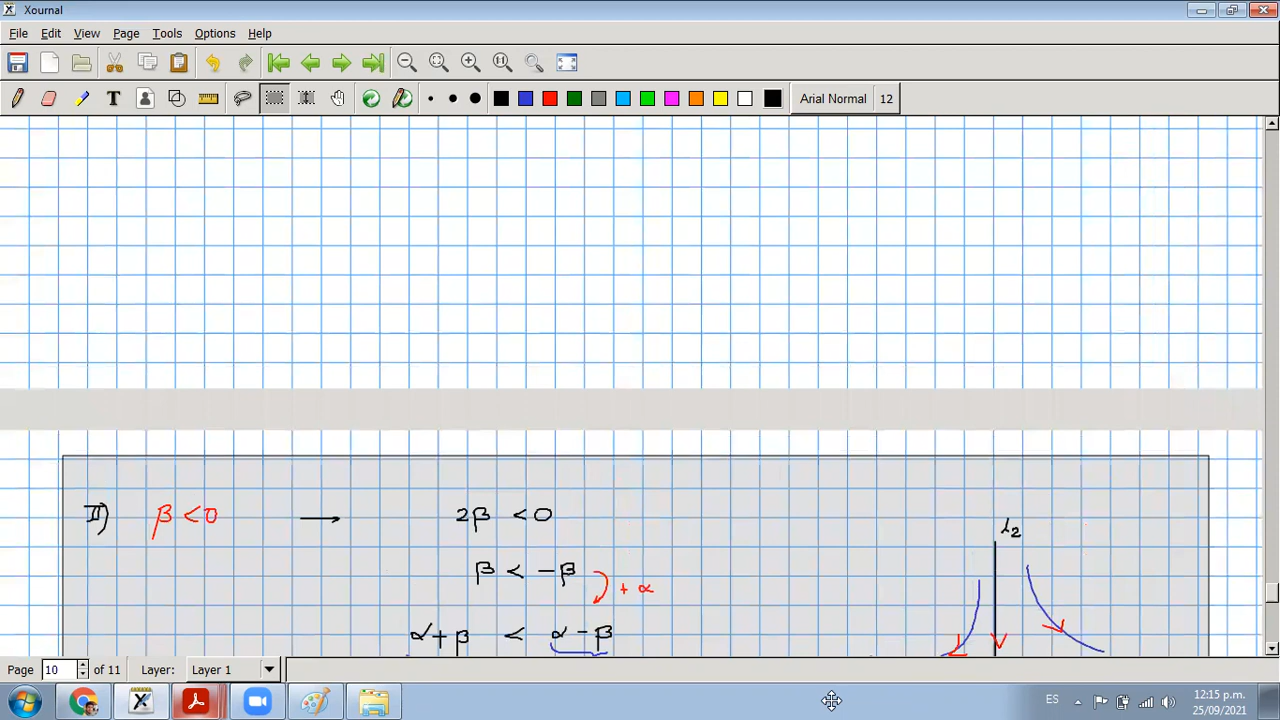 Xournal
File Edit View Page Tools Options Help
Arial Normal 12
II) β < 0 → 2β < 0
β < -β
+ α
α + β < α - β
L2
Page 10 of 11 Layer: Layer 1
ES
12:15 p.m.
25/09/2021